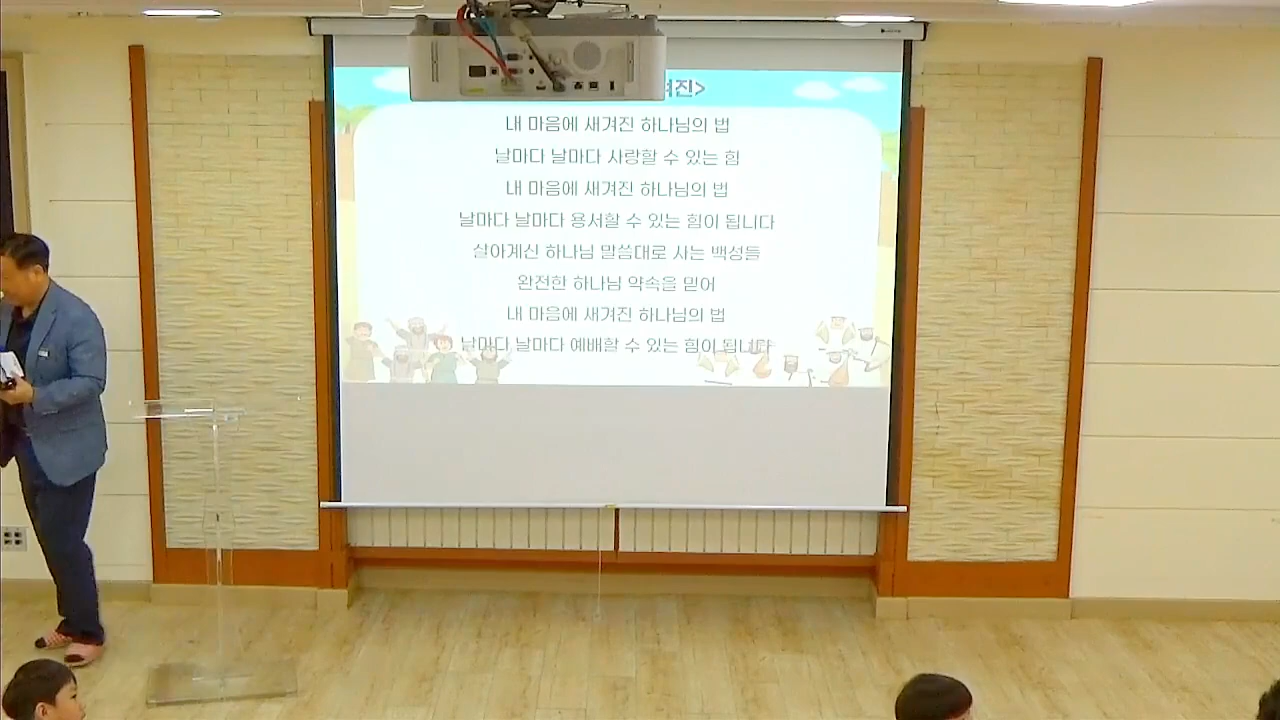 겨진>
내 마음에 새겨진 하나님의 법
날마다 날마다 사랑할 수 있는 힘
내 마음에 새겨진 하나님의 법
날마다 날마다 용서할 수 있는 힘이 됩니다
살아계신 하나님 말씀대로 사는 백성들
완전한 하나님 약속을 믿어
내 마음에 새겨진 하나님의 법
날마다 날마다 예배할 수 있는 힘이 됩니다